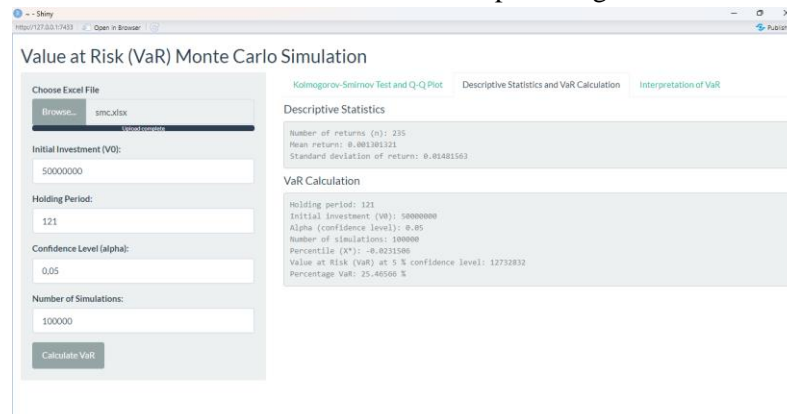 ~ - Shiny
http://127.0.0.1:7453
Open in Browser
Publish
Value at Risk (VaR) Monte Carlo Simulation
Choose Excel File
Browse...
smc.xlsx
Upload complete
Initial Investment (V0):
50000000
Holding Period:
121
Confidence Level (alpha):
0,05
Number of Simulations:
100000
Calculate VaR
Kolmogorov-Smirnov Test and Q-Q Plot
Descriptive Statistics and VaR Calculation
Interpretation of VaR
Descriptive Statistics
Number of returns (n): 235
Mean return: 0.001301321
Standard deviation of return: 0.01481563
VaR Calculation
Holding period: 121
Initial investment (V0): 50000000
Alpha (confidence level): 0.05
Number of simulations: 100000
Percentile (X*): -0.0231506
Value at Risk (VaR) at 5 % confidence level: 12732832
Percentage VaR: 25.46566 %